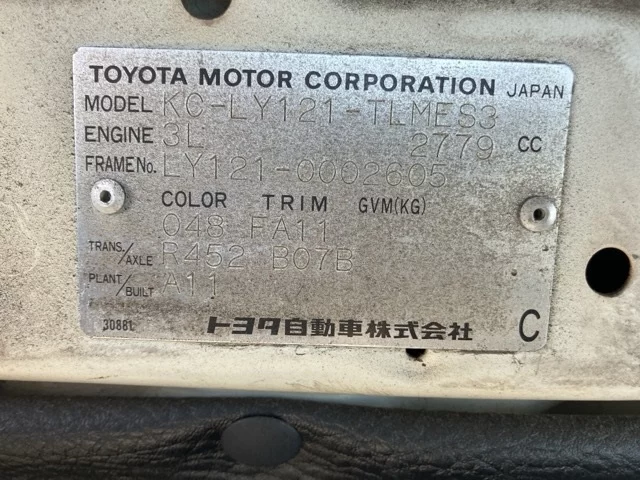 TOYOTA MOTOR CORPORATION JAPAN
MODEL KC-LY121-TLMES3
ENGINE 3L 2779 CC
FRAME No. LY121-0002605
COLOR TRIM GVM(KG)
048 FA11
TRANS./AXLE R452 B07B
PLANT/BUILT A11
30881 トヨタ自動車株式会社 C